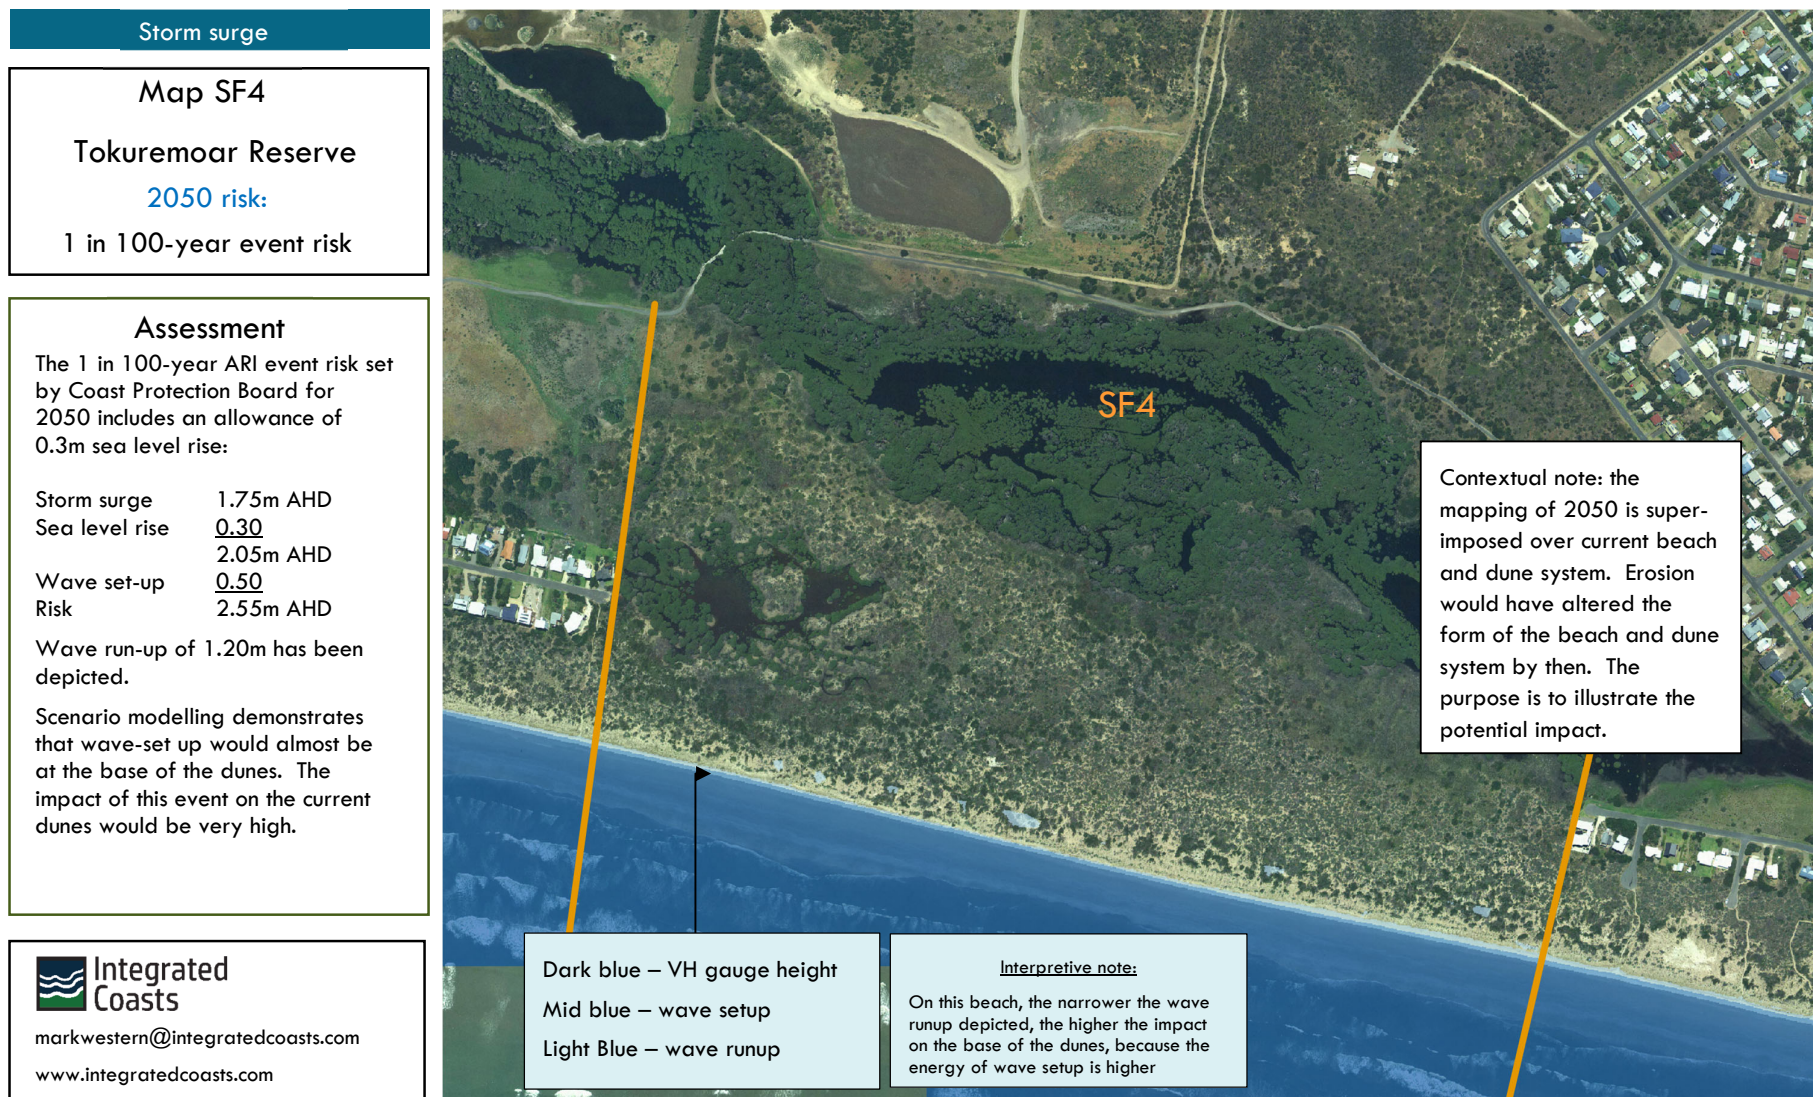 Storm surge
Map SF4
Tokuremoar Reserve
2050 risk:
1 in 100-year event risk
Assessment
The 1 in 100-year ARI event risk set
by Coast Protection Board for
2050 includes an allowance of
0.3m sea level rise:
Storm surge 1.75m AHD
Sea level rise 0.30
2.05m AHD
Wave set-up 0.50
Risk 2.55m AHD
Wave run-up of 1.20m has been
depicted.
Scenario modelling demonstrates
that wave-set up would almost be
at the base of the dunes. The
impact of this event on the current
dunes would be very high.
Integrated
Coasts
markwestern@integratedcoasts.com
www.integratedcoasts.com
SF4
Contextual note: the
mapping of 2050 is super-
imposed over current beach
and dune system. Erosion
would have altered the
form of the beach and dune
system by then. The
purpose is to illustrate the
potential impact.
Dark blue – VH gauge height
Mid blue – wave setup
Light Blue – wave runup
Interpretive note:
On this beach, the narrower the wave
runup depicted, the higher the impact
on the base of the dunes, because the
energy of wave setup is higher